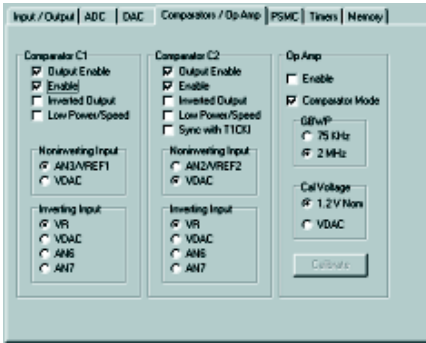 Input / Output ADC DAC Comparators / Op Amp PSMC Timers Memory
Comparator C1
Output Enable
Enable
Inverted Output
Low Power/Speed
Noninverting Input
AN3/VREF1
VDAC
Inverting Input
VR
VDAC
AN6
AN7
Comparator C2
Output Enable
Enable
Inverted Output
Low Power/Speed
Sync with T1CKI
Noninverting Input
AN2/VREF2
VDAC
Inverting Input
VR
VDAC
AN6
AN7
Op Amp
Enable
Comparator Mode
GBWP
75 KHz
2 MHz
Cal Voltage
1.2 V Nom
VDAC
Calibrate